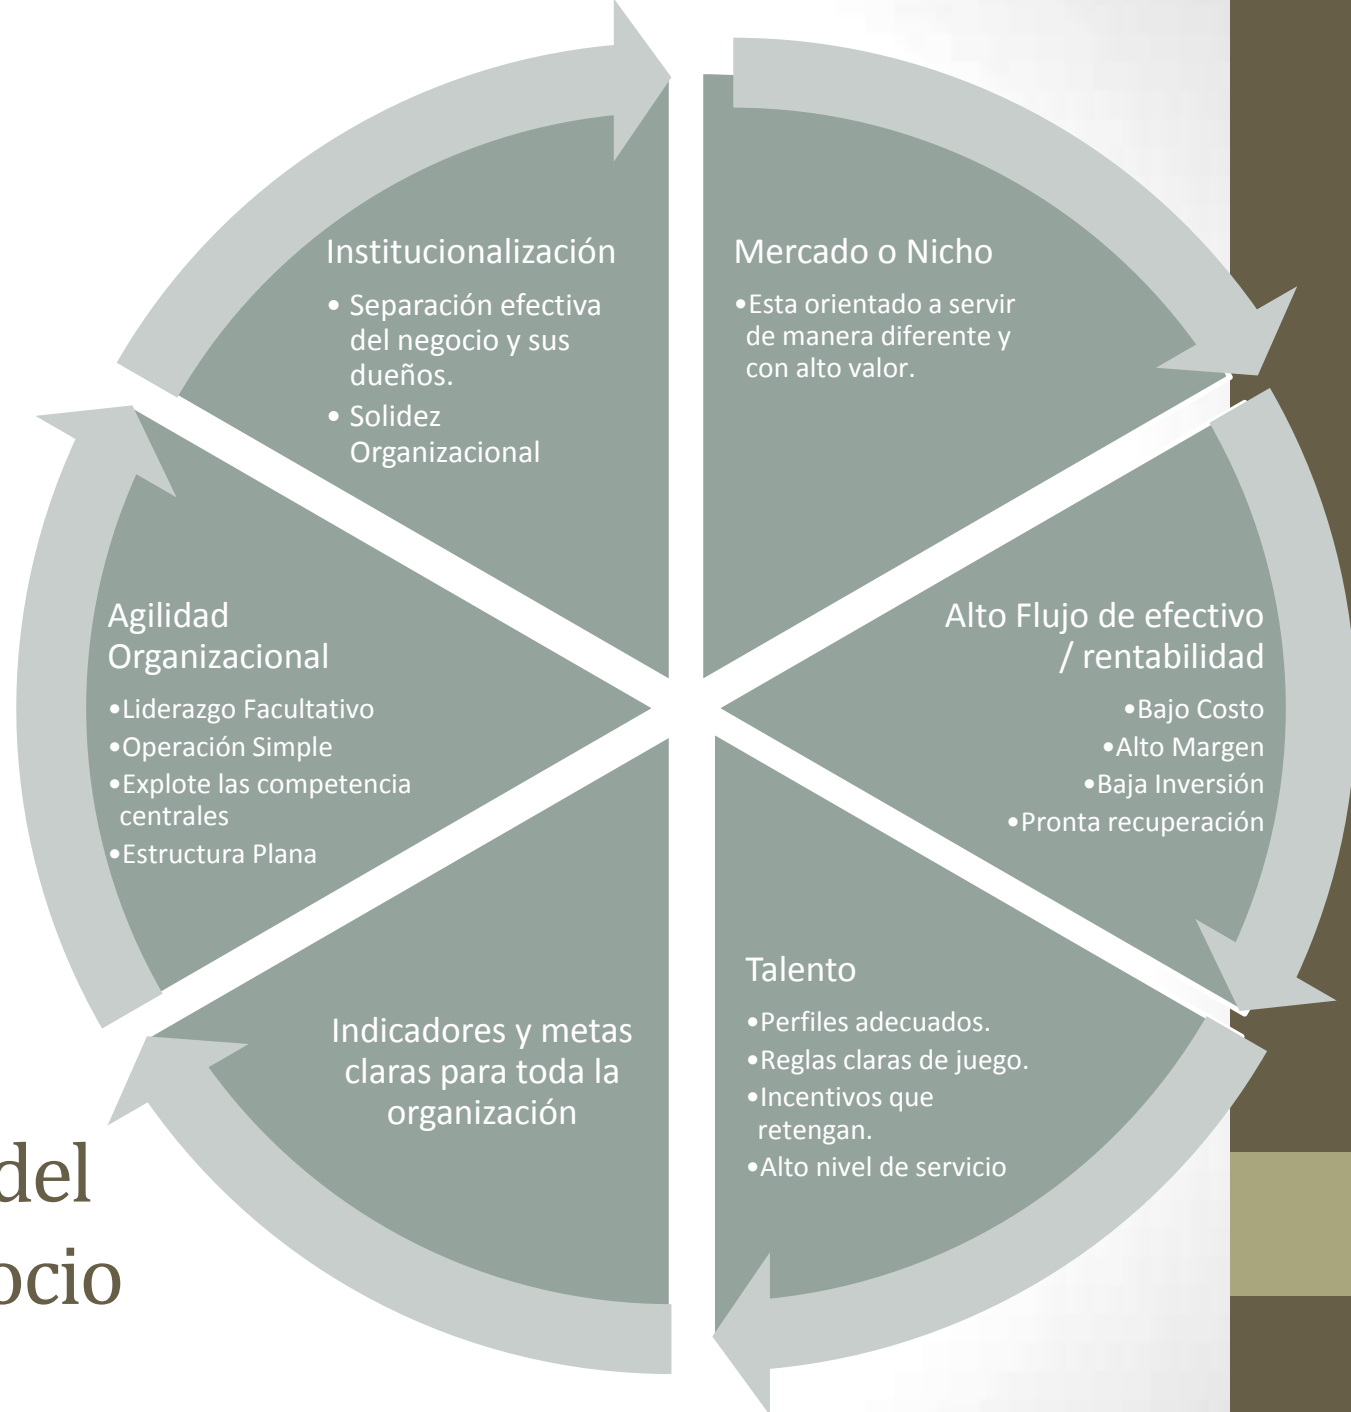 Institucionalización
• Separación efectiva
del negocio y sus
dueños.
• Solidez
Organizacional
Mercado o Nicho
•Esta orientado a servir
de manera diferente y
con alto valor.
Alto Flujo de efectivo
/ rentabilidad
•Bajo Costo
•Alto Margen
•Baja Inversión
•Pronta recuperación
Talento
•Perfiles adecuados.
•Reglas claras de juego.
•Incentivos que
retengan.
•Alto nivel de servicio
Indicadores y metas
claras para toda la
organización
Agilidad
Organizacional
•Liderazgo Facultativo
•Operación Simple
•Explote las competencia
centrales
•Estructura Plana
del
ocio